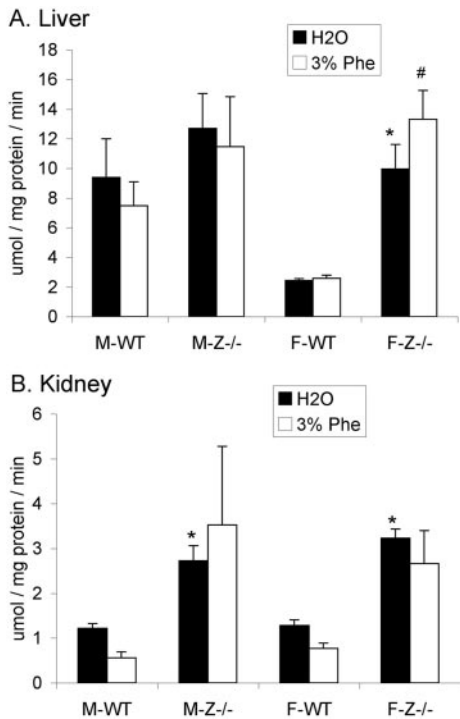 A. Liver
H2O
3% Phe
umol / mg protein / min
18
16
14
12
10
8
6
4
2
0
*
#
M-WT M-Z-/- F-WT F-Z-/-
B. Kidney
H2O
3% Phe
umol / mg protein / min
6
5
4
3
2
1
0
*
*
M-WT M-Z-/- F-WT F-Z-/-